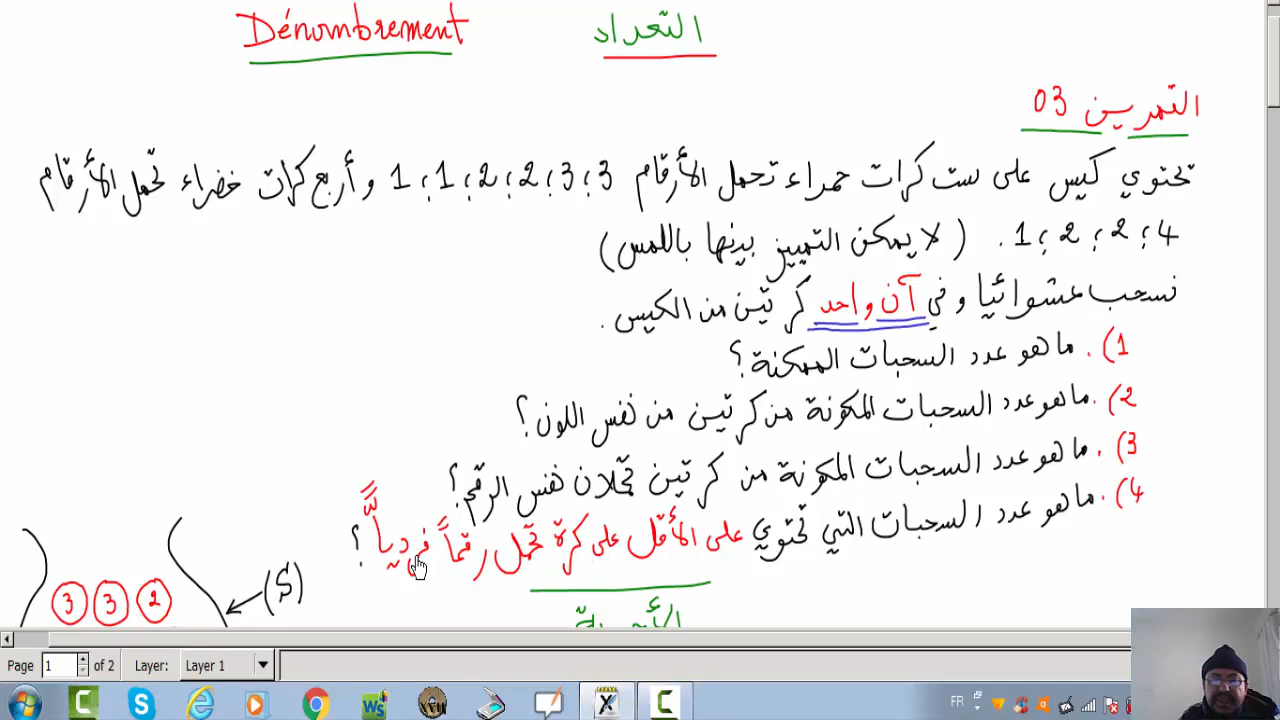 Dénombrement التعداد
التمرين 03
تحتوي كيس على ست كرات حمراء تحمل الأرقام 3 ؛ 3 ؛ 2 ؛ 2 ؛ 1 ؛ 1 و أربع كرات خضراء تحمل الأرقام
4 ؛ 2 ؛ 2 ؛ 1 . ( لا يمكن التمييز بينها باللمس )
نسحب عشوائيا و في آن واحد كرتين من الكيس .
1). ما هو عدد السحبات الممكنة ؟
2). ما هو عدد السحبات المكونة من كرتين من نفس اللون ؟
3). ما هو عدد السحبات المكونة من كرتين تحملان نفس الرقم ؟
4). ما هو عدد السحبات التي تحتوي على الأقل على كرة تحمل رقماً فردياً ؟
(S)
3 3 2
الأجوبة
Page 1 of 2 Layer: Layer 1
FR